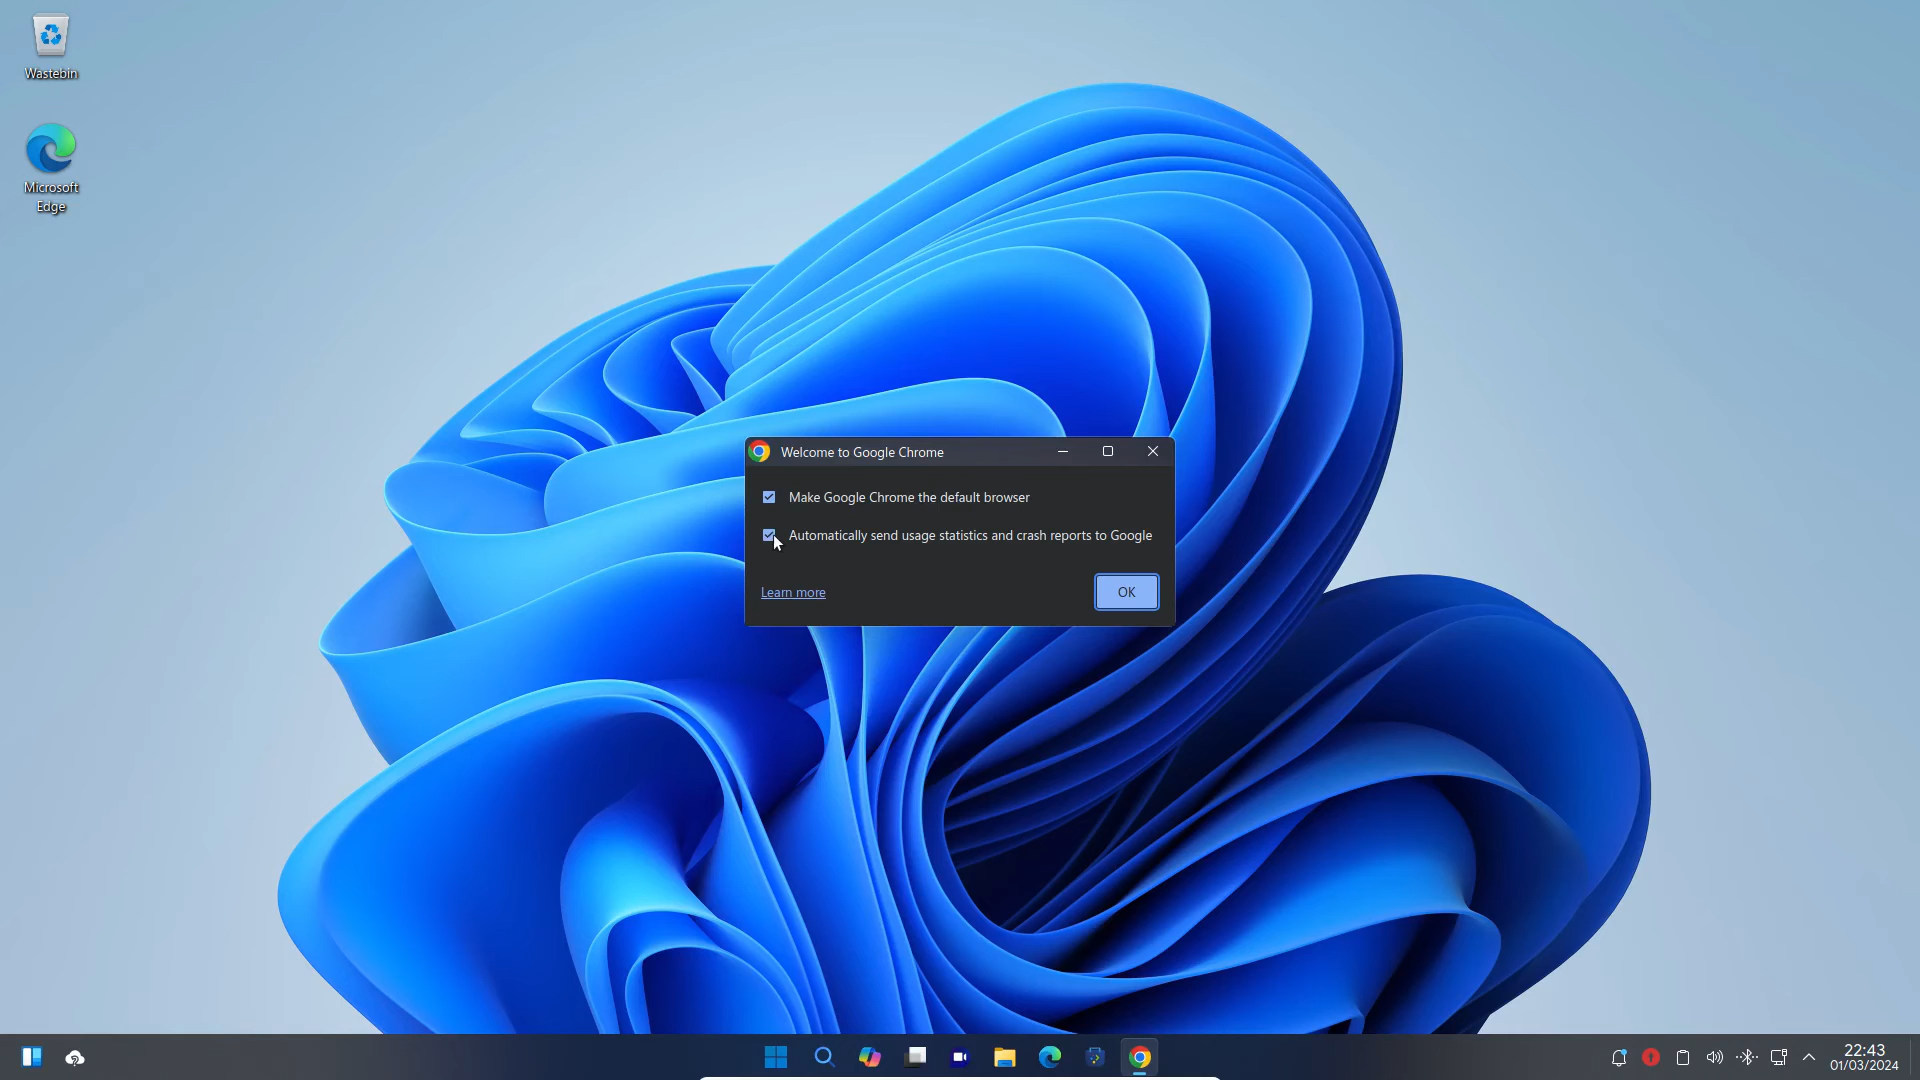 Wastebin
Microsoft
Edge
Welcome to Google Chrome
Make Google Chrome the default browser
Automatically send usage statistics and crash reports to Google
Learn more
OK
22:43
01/03/2024